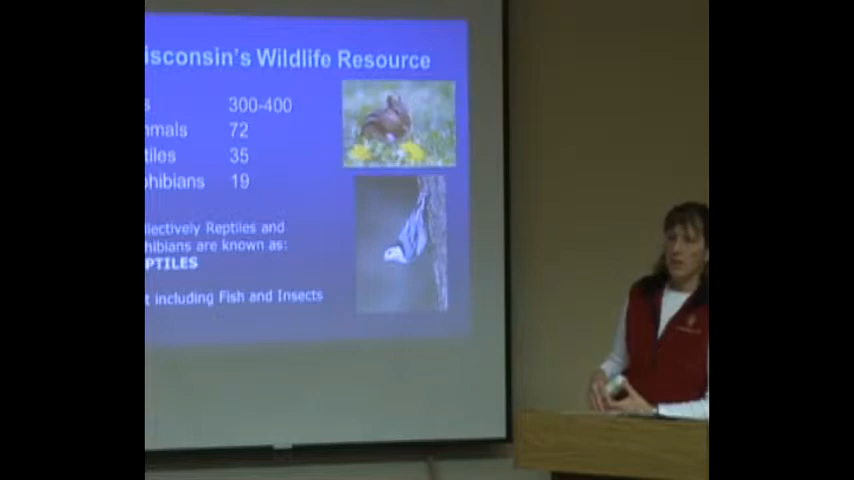 isconsin's Wildlife Resource
s 300-400
mmals 72
tiles 35
phibians 19
llectively Reptiles and
hibians are known as:
PTILES
t including Fish and Insects